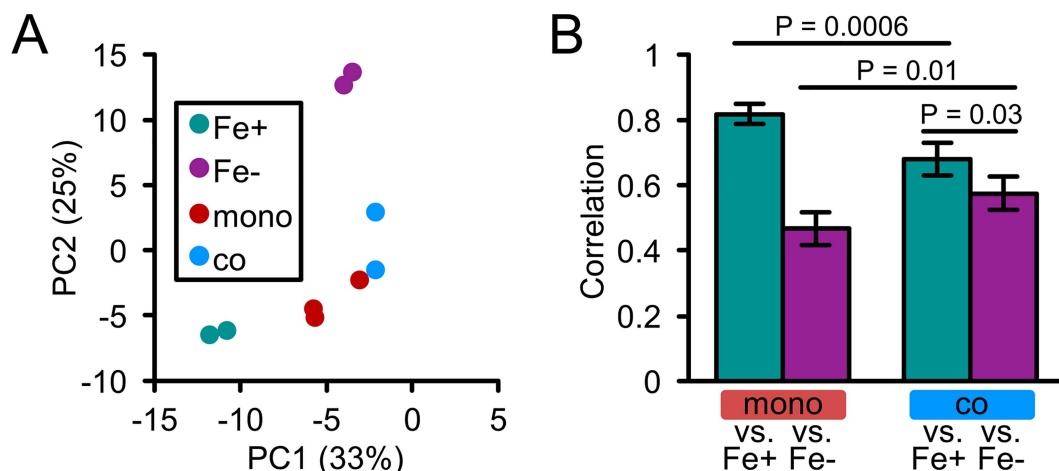 A
15
10
5
0
-5
-10
PC2 (25%)
Fe+
Fe-
mono
co
-15
-10
-5
0
5
PC1 (33%)
B
P = 0.0006
P = 0.01
P = 0.03
1
0.8
0.6
0.4
0.2
0
Correlation
mono
co
vs. vs. vs. vs.
Fe+ Fe- Fe+ Fe-